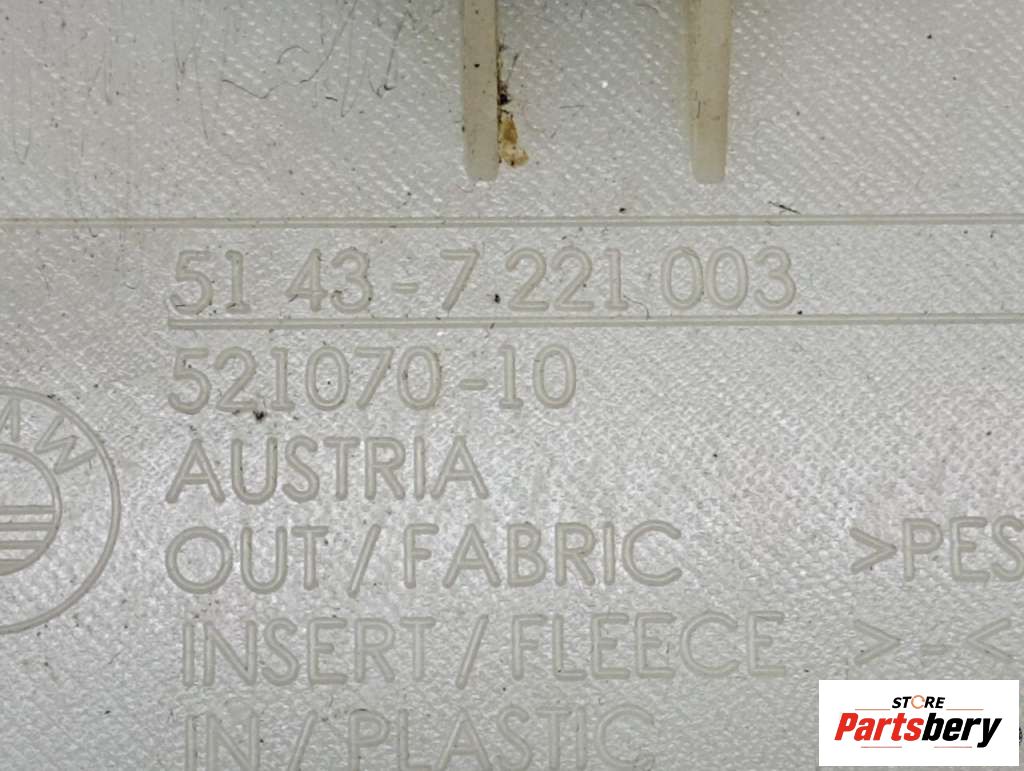 51 43 - 7 221 003
521070-10
AUSTRIA
OUT / FABRIC >PES
INSERT / FLEECE >-<
IN / PLASTIC
STORE
Partsbery